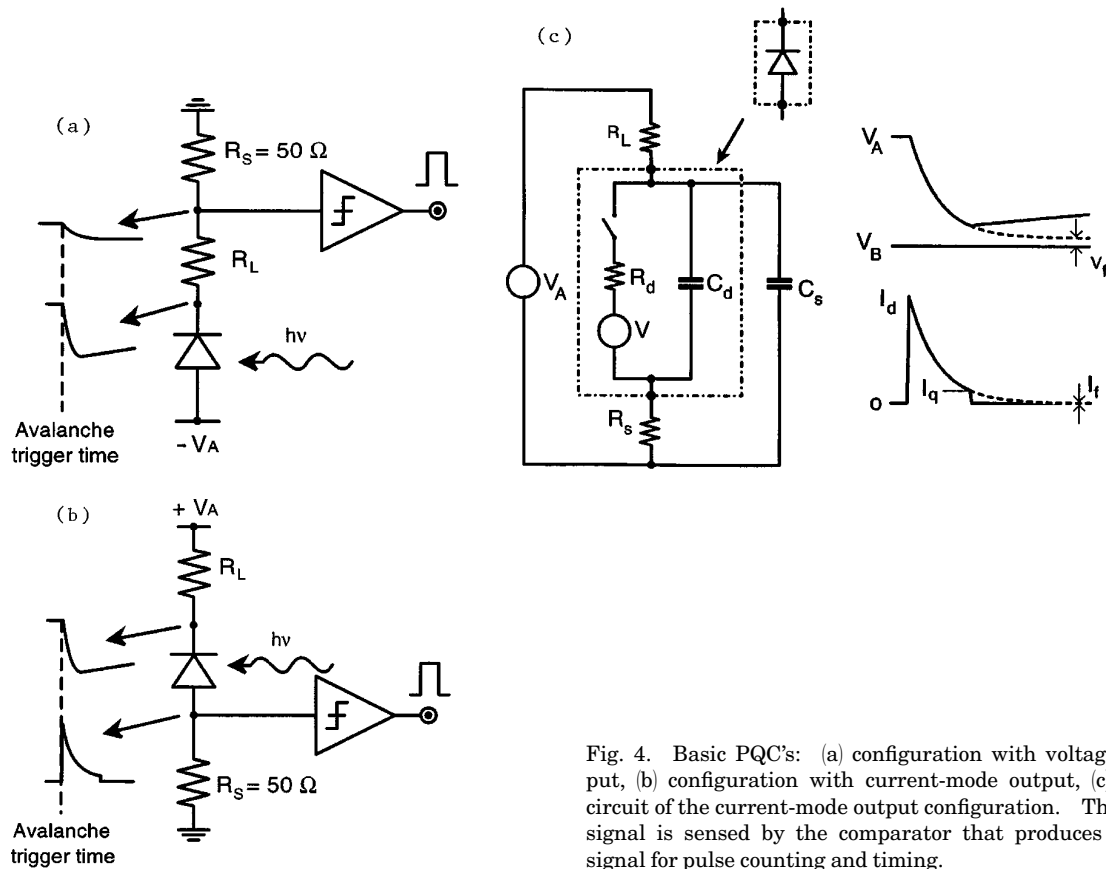 (a)
R_S = 50 Ω
R_L
hν
- V_A
Avalanche
trigger time
(b)
+ V_A
R_L
hν
R_S = 50 Ω
Avalanche
trigger time
(c)
R_L
V_A
R_d
V
C_d
C_s
R_s
V_A
V_B
V_f
I_d
I_q
I_f
0
Fig. 4. Basic PQC's: (a) configuration with voltag
put, (b) configuration with current-mode output, (c
circuit of the current-mode output configuration. Th
signal is sensed by the comparator that produces
signal for pulse counting and timing.